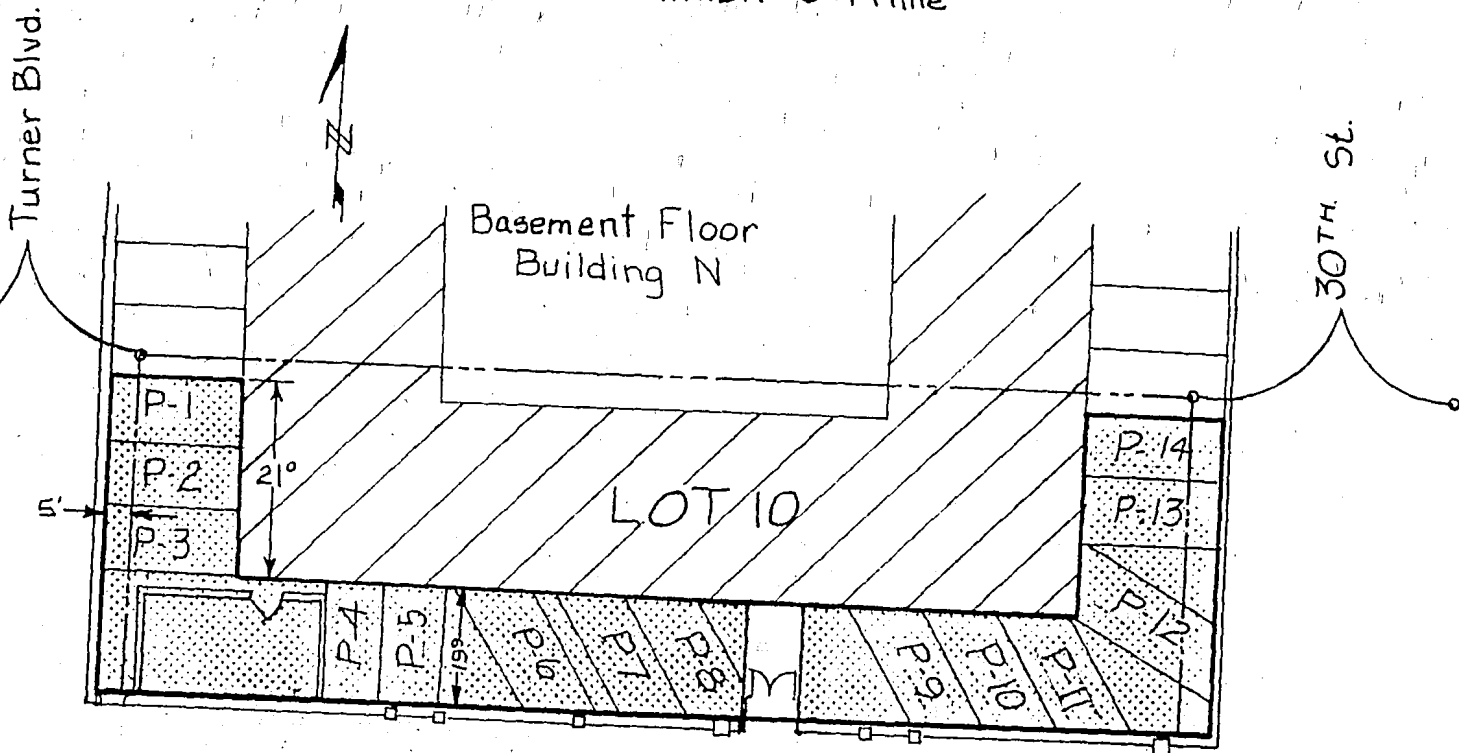 Turner Blvd.
N
Basement Floor
Building N
30TH. St.
P-1
P-2
P-3
21°
5'
LOT 10
P-14
P-13
P-12
P-4
P-5
19°
P-6
P-7
P-8
P-9
P-10
P-11